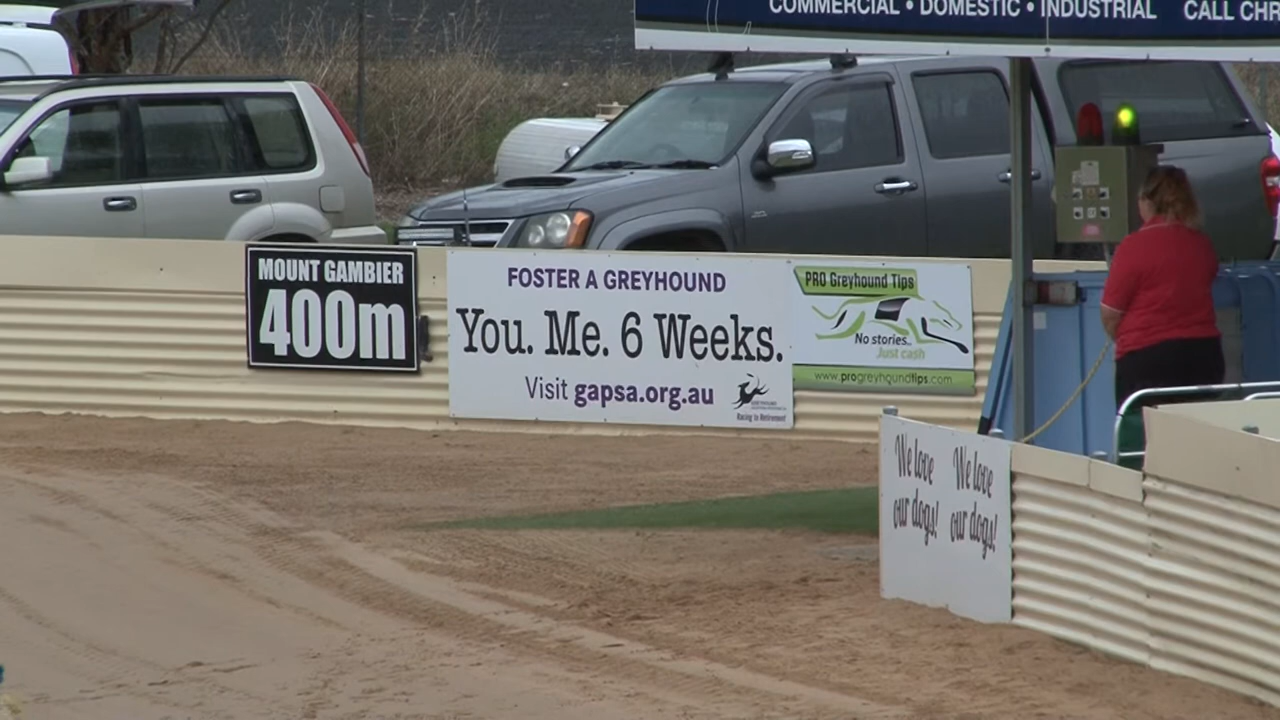 COMMERCIAL • DOMESTIC • INDUSTRIAL CALL CHR
MOUNT GAMBIER
400m
FOSTER A GREYHOUND
You. Me. 6 Weeks.
Visit gapsa.org.au
Racing to Retirement
PRO Greyhound Tips
No stories..
Just cash
www.progreyhoundtips.com
We love
our dogs!
We love
our dogs!